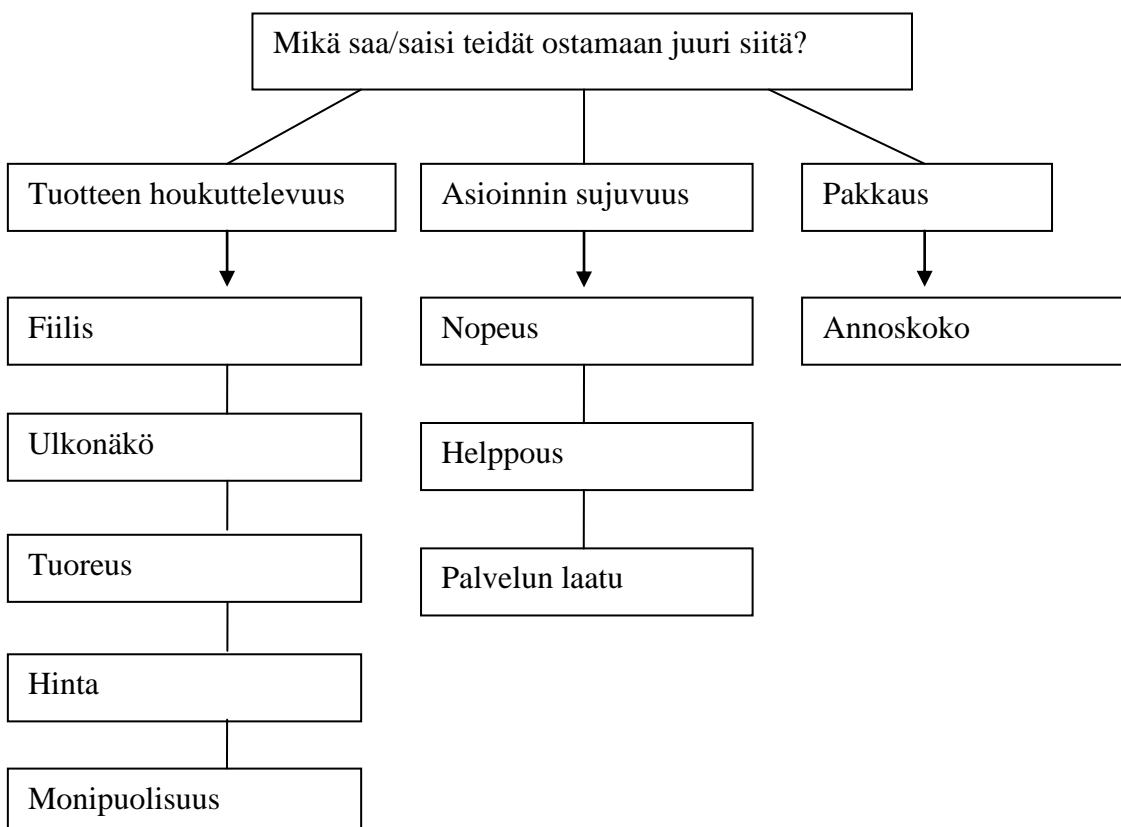 Mikä saa/saisi teidät ostamaan juuri siitä?
Tuotteen houkuttelevuus
Asioinnin sujuvuus
Pakkaus
Fiilis
Nopeus
Annoskoko
Ulkonäkö
Helppous
Tuoreus
Palvelun laatu
Hinta
Monipuolisuus